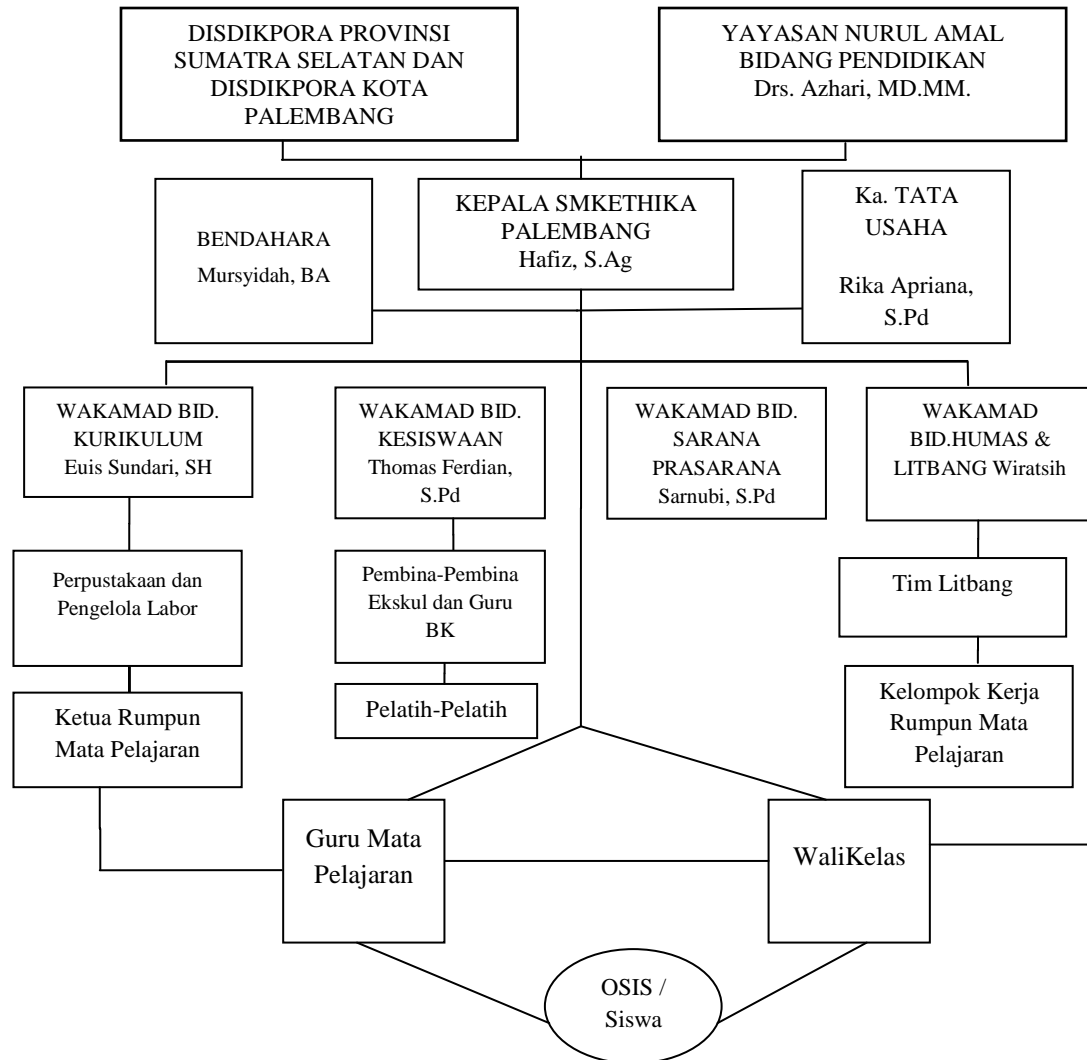 DISDIKPORA PROVINSI
SUMATRA SELATAN DAN
DISDIKPORA KOTA
PALEMBANG
YAYASAN NURUL AMAL
BIDANG PENDIDIKAN
Drs. Azhari, MD.MM.
BENDAHARA
Mursyidah, BA
KEPALA SMKETHIKA
PALEMBANG
Hafiz, S.Ag
Ka. TATA
USAHA
Rika Apriana,
S.Pd
WAKAMAD BID.
KURIKULUM
Euis Sundari, SH
WAKAMAD BID.
KESISWAAN
Thomas Ferdian,
S.Pd
WAKAMAD BID.
SARANA
PRASARANA
Sarnubi, S.Pd
WAKAMAD
BID.HUMAS &
LITBANG Wiratsih
Perpustakaan dan
Pengelola Labor
Pembina-Pembina
Ekskul dan Guru
BK
Tim Litbang
Ketua Rumpun
Mata Pelajaran
Pelatih-Pelatih
Kelompok Kerja
Rumpun Mata
Pelajaran
Guru Mata
Pelajaran
WaliKelas
OSIS /
Siswa